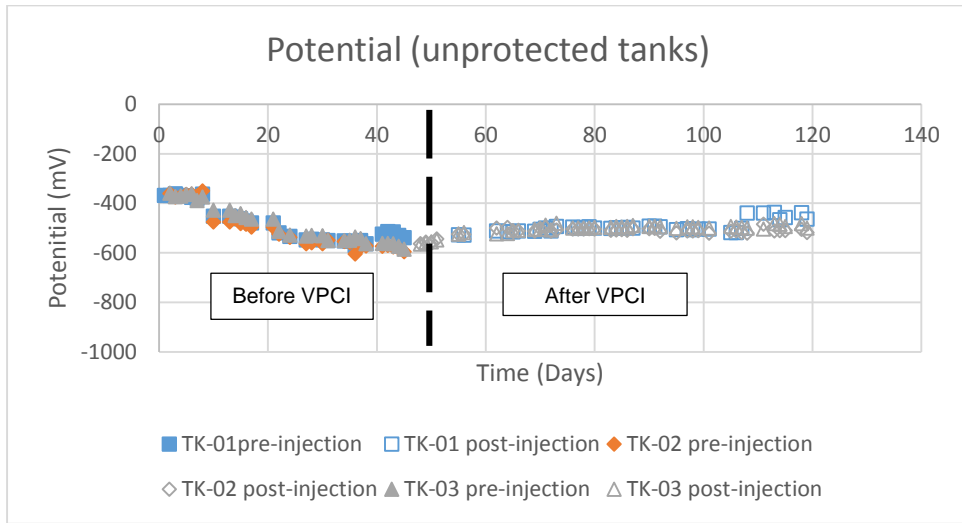 Potential (unprotected tanks)
0
0 20 40 60 80 100 120 140
-200
-400
-600
-800
-1000
Potenitial (mV)
Before VPCI
After VPCI
Time (Days)
TK-01pre-injection TK-01 post-injection TK-02 pre-injection
TK-02 post-injection TK-03 pre-injection TK-03 post-injection